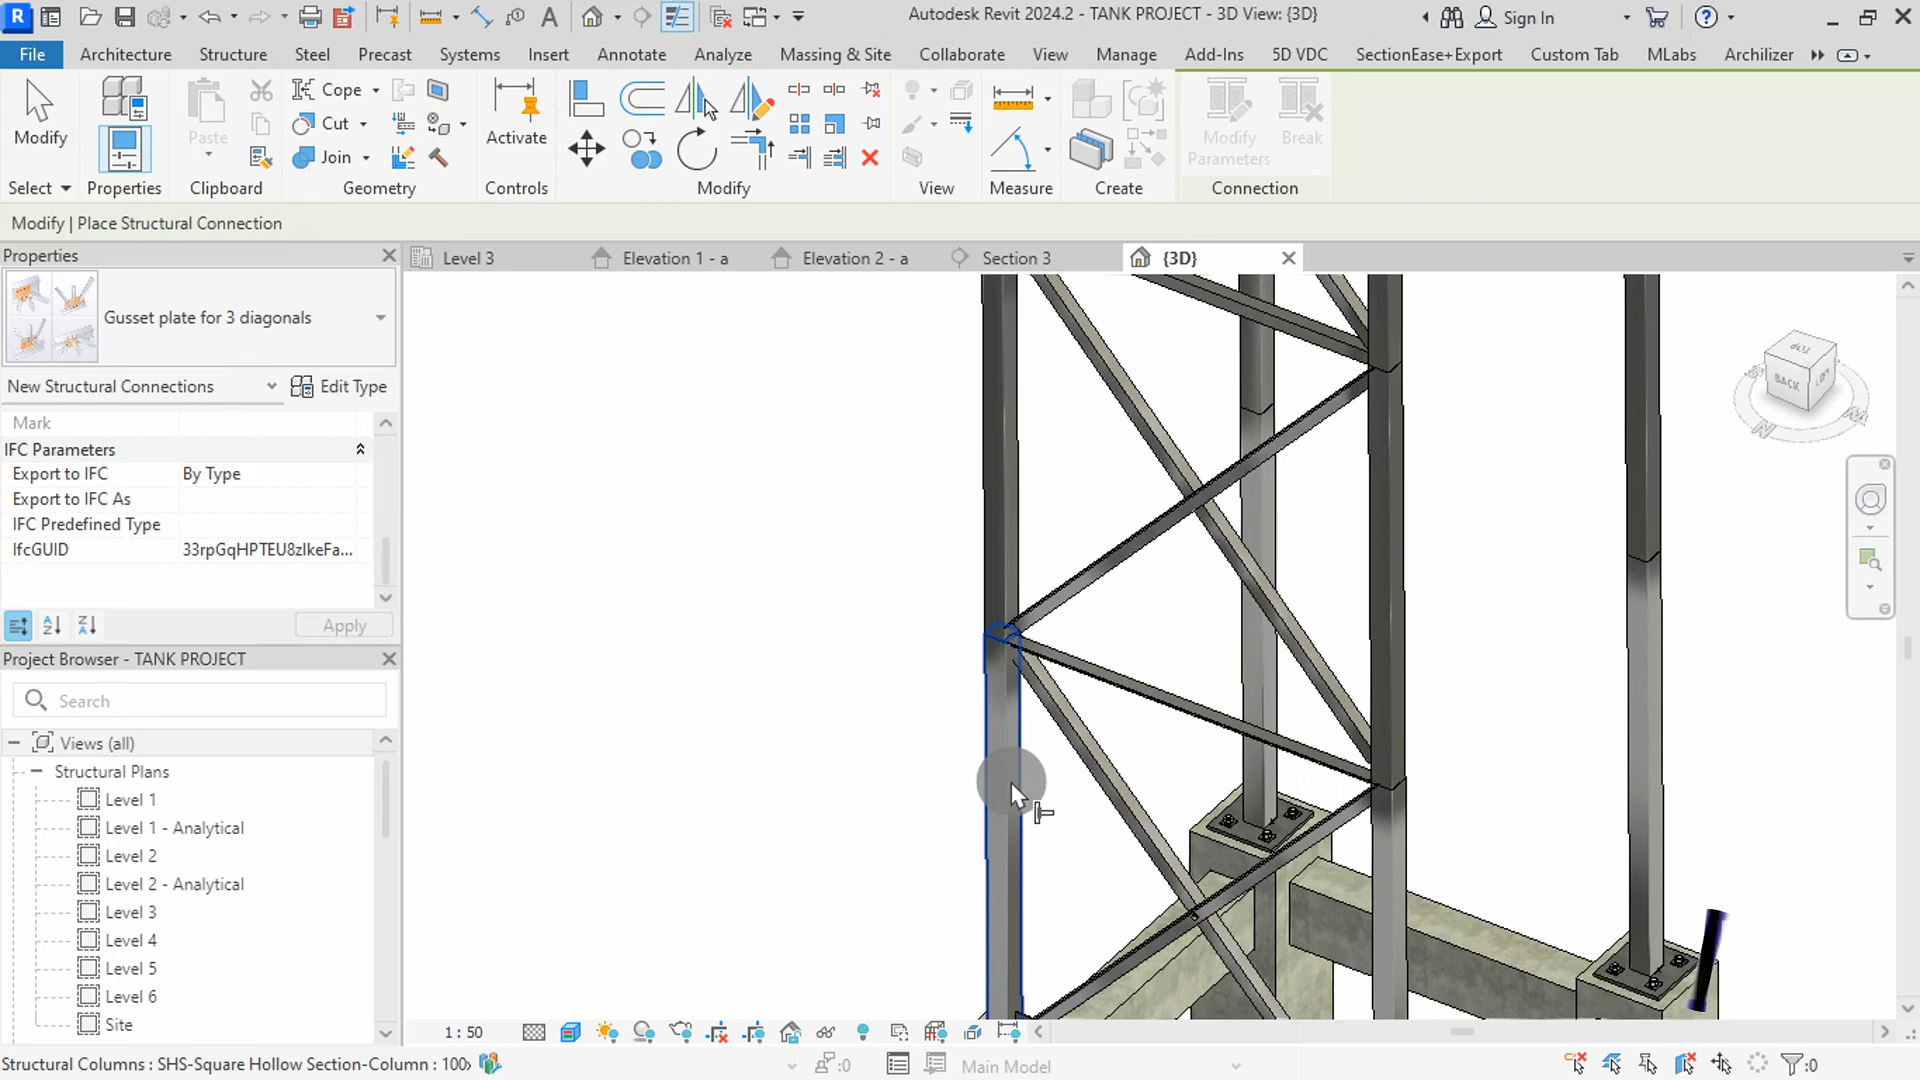 Autodesk Revit 2024.2 - TANK PROJECT - 3D View: {3D}
Sign In
File Architecture Structure Steel Precast Systems Insert Annotate Analyze Massing & Site Collaborate View Manage Add-Ins 5D VDC SectionEase+Export Custom Tab MLabs Archilizer
Modify
Paste
Cope
Cut
Join
Activate
Modify Parameters
Break
Select Properties Clipboard Geometry Controls Modify View Measure Create Connection
Modify | Place Structural Connection
Properties
Level 3
Elevation 1 - a
Elevation 2 - a
Section 3
{3D}
Gusset plate for 3 diagonals
New Structural Connections
Edit Type
Mark
IFC Parameters
Export to IFC By Type
Export to IFC As
IFC Predefined Type
IfcGUID 33rpGqHPTEU8zIkeFa...
Apply
Project Browser - TANK PROJECT
Search
Views (all)
Structural Plans
Level 1
Level 1 - Analytical
Level 2
Level 2 - Analytical
Level 3
Level 4
Level 5
Level 6
Site
TOP
BACK
LEFT
1 : 50
Structural Columns : SHS-Square Hollow Section-Column : 100x
:0
Main Model
:0